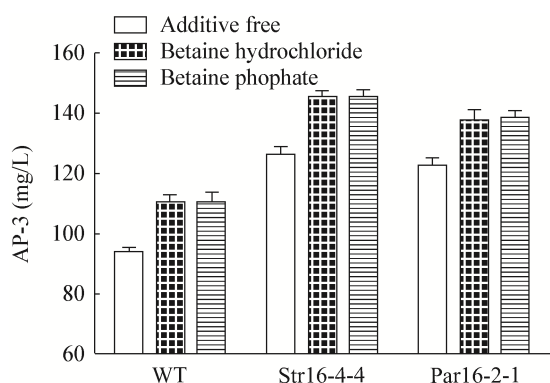 Additive free
Betaine hydrochloride
Betaine phophate
AP-3 (mg/L)
160
140
120
100
80
60
WT
Str16-4-4
Par16-2-1